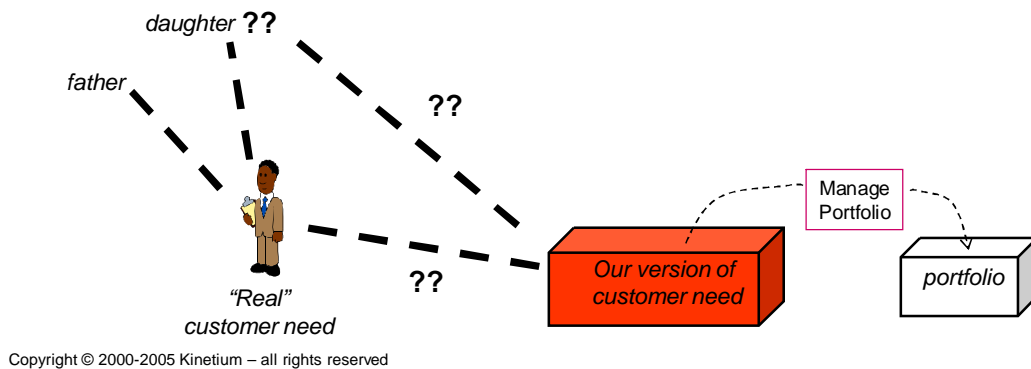 daughter ??
father
??
Manage
Portfolio
??
Our version of
customer need
portfolio
“Real”
customer need
Copyright © 2000-2005 Kinetium – all rights reserved